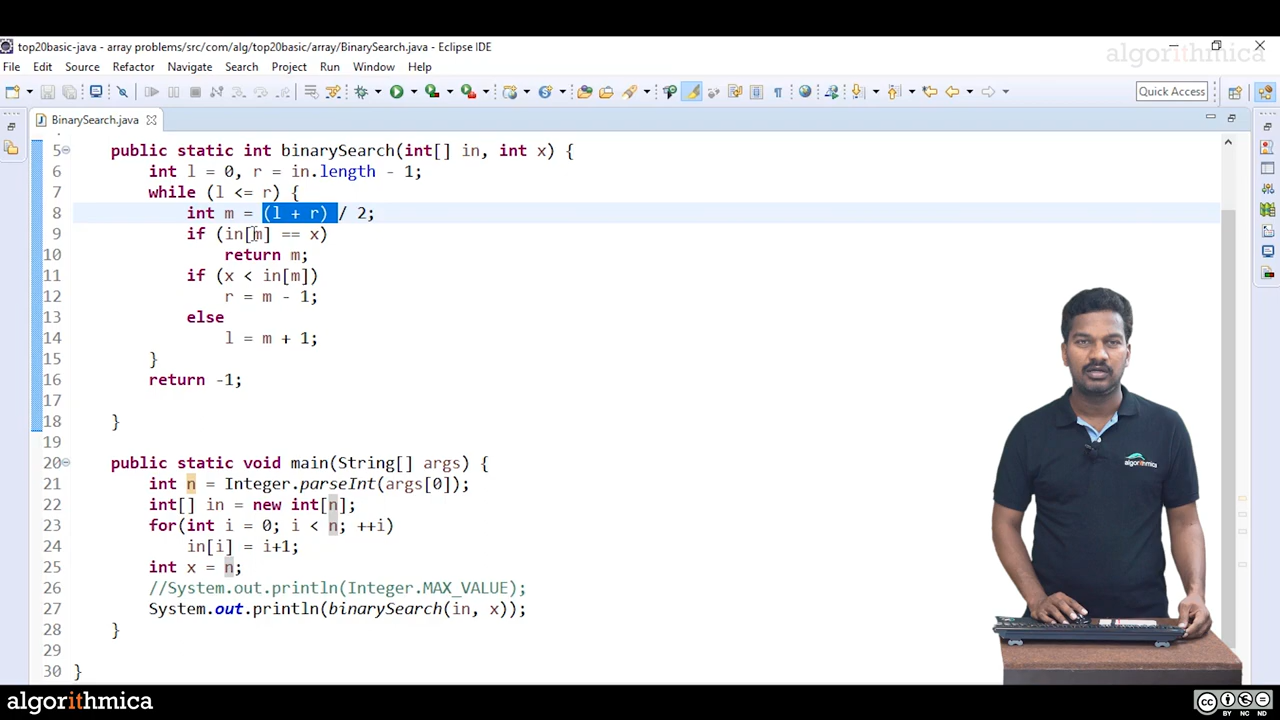 top20basic-java - array problems/src/com/alg/top20basic/array/BinarySearch.java - Eclipse IDE
algorithmica
File Edit Source Refactor Navigate Search Project Run Window Help
Quick Access
BinarySearch.java
5 public static int binarySearch(int[] in, int x) {
6 int l = 0, r = in.length - 1;
7 while (l <= r) {
8 int m = (l + r) / 2;
9 if (in[m] == x)
10 return m;
11 if (x < in[m])
12 r = m - 1;
13 else
14 l = m + 1;
15 }
16 return -1;
17
18 }
19
20 public static void main(String[] args) {
21 int n = Integer.parseInt(args[0]);
22 int[] in = new int[n];
23 for(int i = 0; i < n; ++i)
24 in[i] = i+1;
25 int x = n;
26 //System.out.println(Integer.MAX_VALUE);
27 System.out.println(binarySearch(in, x));
28 }
29
30 }
algorithmica
algorithmica
cc
BY NC ND